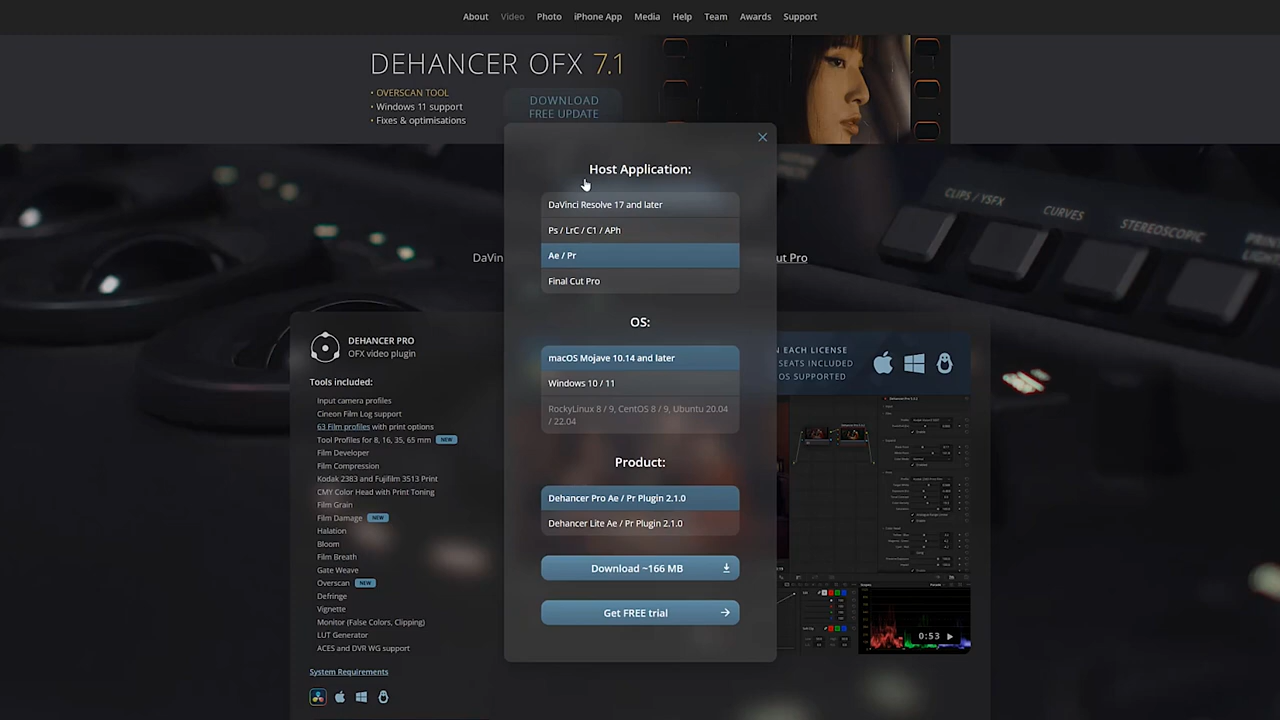 About Video Photo iPhone App Media Help Team Awards Support
DEHANCER OFX 7.1
• OVERSCAN TOOL
• Windows 11 support
• Fixes & optimisations
DOWNLOAD
FREE UPDATE
Host Application:
DaVinci Resolve 17 and later
Ps / LrC / C1 / APh
Ae / Pr
Final Cut Pro
OS:
macOS Mojave 10.14 and later
Windows 10 / 11
RockyLinux 8 / 9, CentOS 8 / 9, Ubuntu 20.04
/ 22.04
Product:
Dehancer Pro Ae / Pr Plugin 2.1.0
Dehancer Lite Ae / Pr Plugin 2.1.0
Download ~166 MB
Get FREE trial
CLIPS / YSFX
CURVES
STEREOSCOPIC
DaVin
ut Pro
DEHANCER PRO
OFX video plugin
Tools included:
Input camera profiles
Cineon Film Log support
63 Film profiles with print options
Tool Profiles for 8, 16, 35, 65 mm NEW
Film Developer
Film Compression
Kodak 2383 and Fujifilm 3513 Print
CMY Color Head with Print Toning
Film Grain
Film Damage NEW
Halation
Bloom
Film Breath
Gate Weave
Overscan NEW
Defringe
Vignette
Monitor (False Colors, Clipping)
LUT Generator
ACES and DVR WG support
System Requirements
N EACH LICENSE
SEATS INCLUDED
OS SUPPORTED
0:53